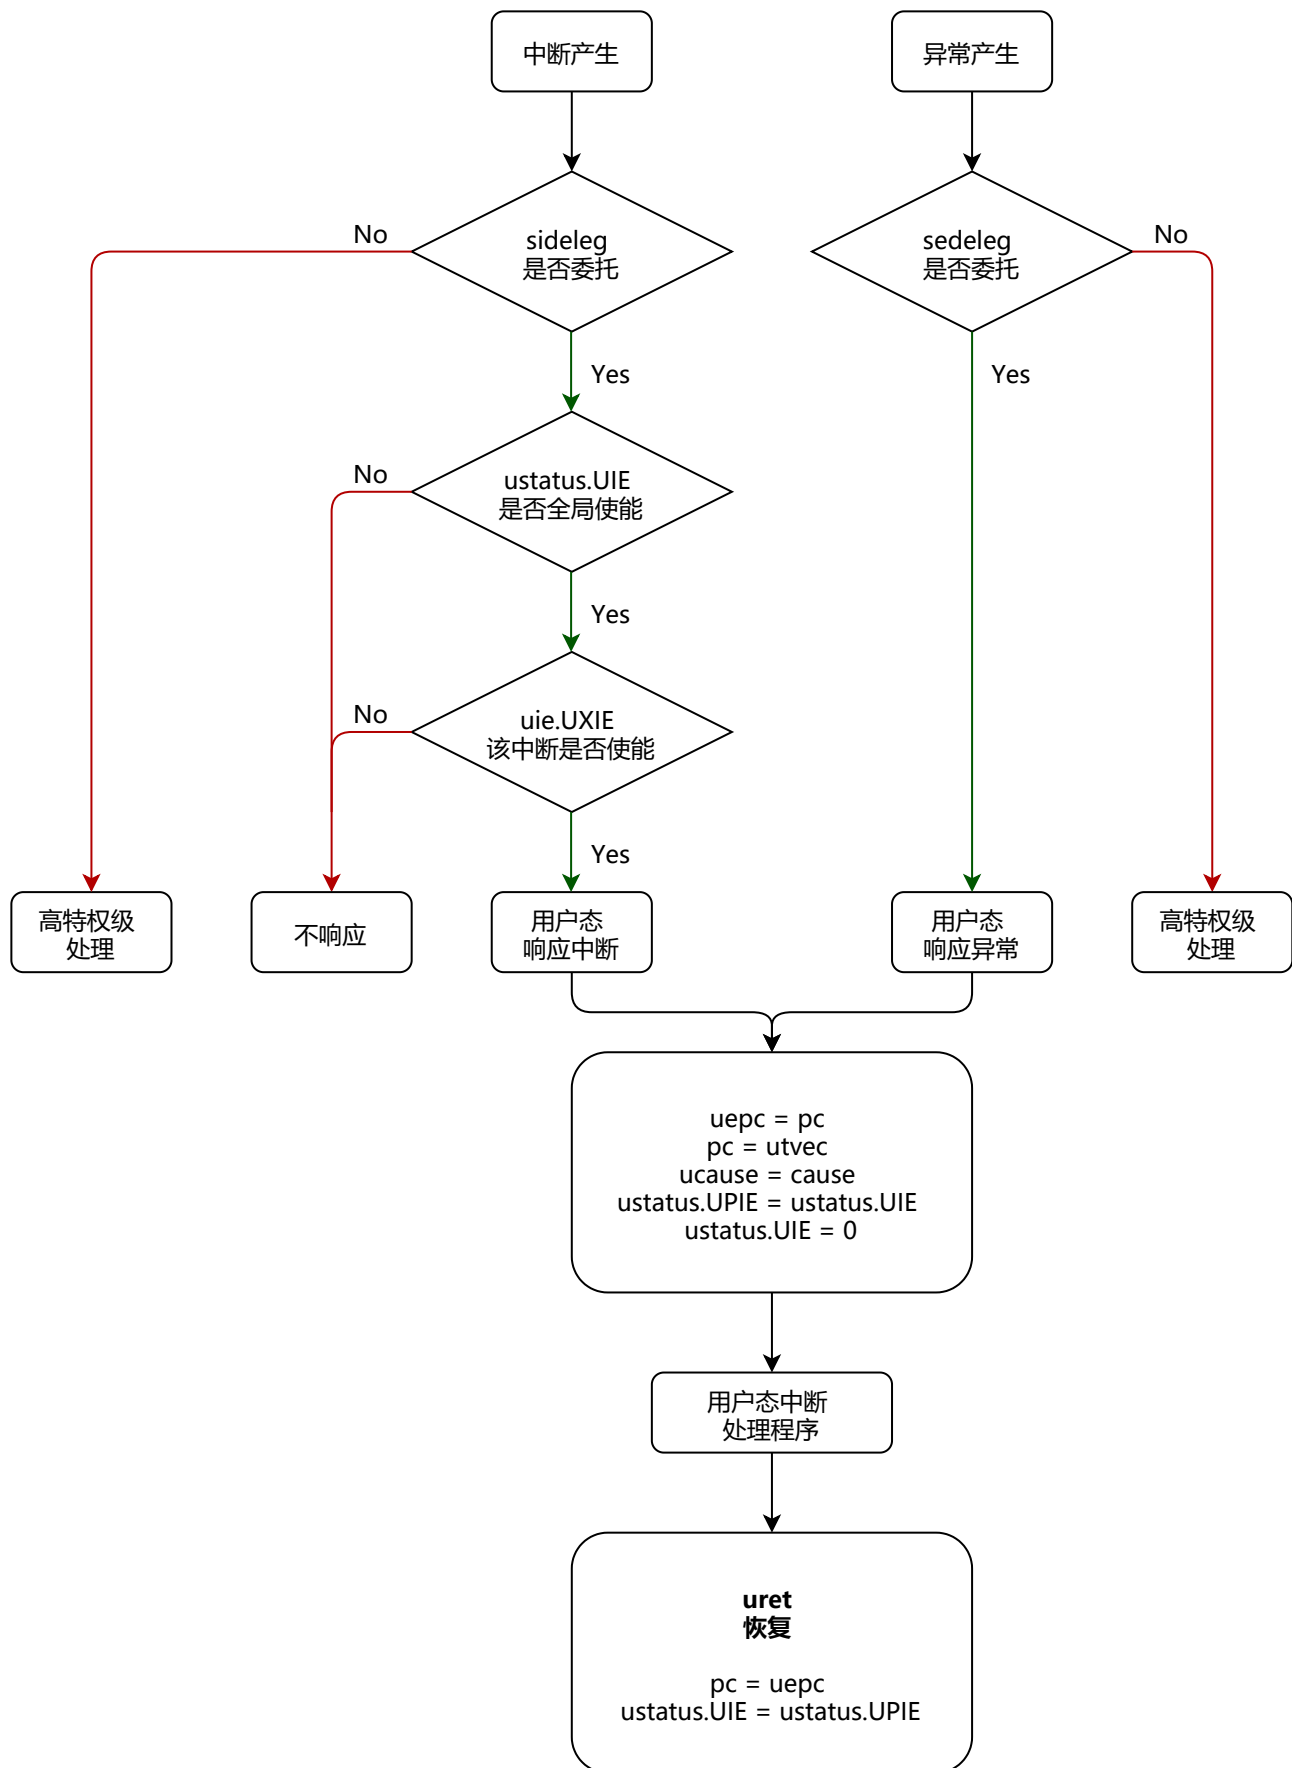 中断产生
异常产生
No
sideleg
是否委托
sedeleg
是否委托
No
Yes
Yes
No
ustatus.UIE
是否全局使能
Yes
No
uie.UXIE
该中断是否使能
Yes
高特权级
处理
不响应
用户态
响应中断
用户态
响应异常
高特权级
处理
uepc = pc
pc = utvec
ucause = cause
ustatus.UPIE = ustatus.UIE
ustatus.UIE = 0
用户态中断
处理程序
uret
恢复
pc = uepc
ustatus.UIE = ustatus.UPIE